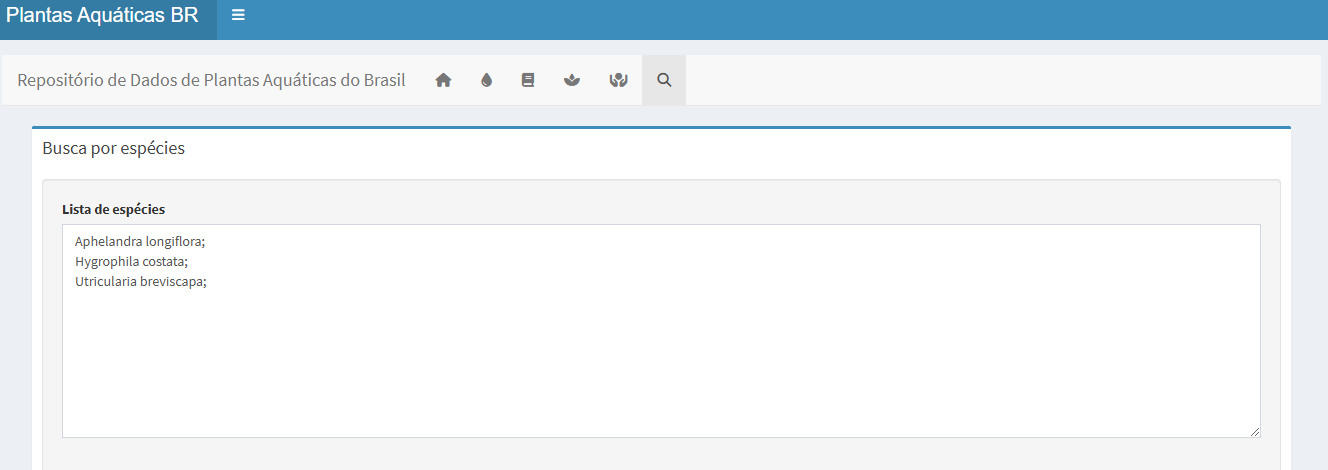 Plantas Aquáticas BR
Repositório de Dados de Plantas Aquáticas do Brasil
Busca por espécies
Lista de espécies
Aphelandra longiflora;
Hygrophila costata;
Utricularia breviscapa;